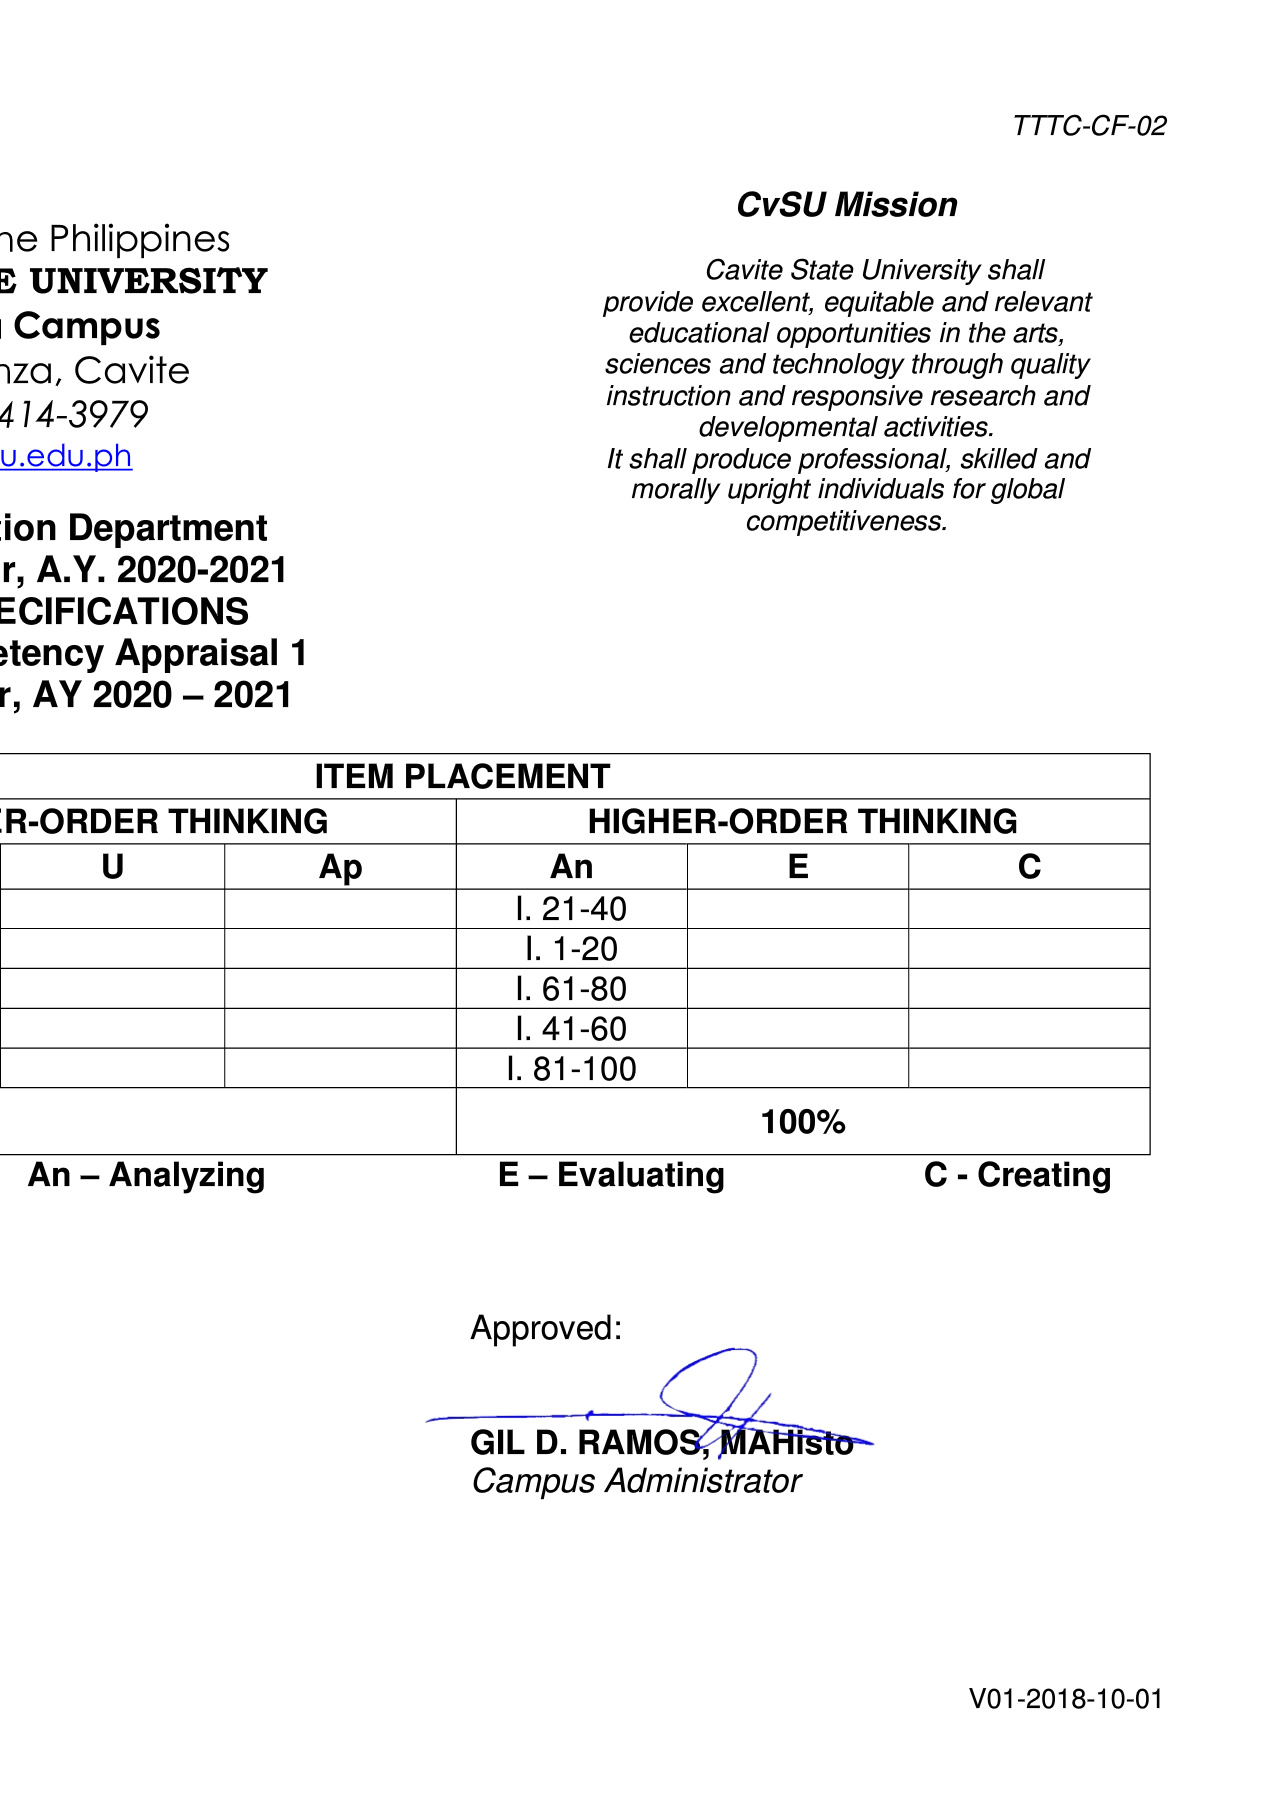 TTTC-CF-02
CvSU Mission
ne Philippines
E UNIVERSITY
Campus
nza, Cavite
414-3979
u.edu.ph
Cavite State University shall
provide excellent, equitable and relevant
educational opportunities in the arts,
sciences and technology through quality
instruction and responsive research and
developmental activities.
It shall produce professional, skilled and
morally upright individuals for global
competitiveness.
tion Department
r, A.Y. 2020-2021
ECIFICATIONS
etency Appraisal 1
r, AY 2020 – 2021
ITEM PLACEMENT
ER-ORDER THINKING HIGHER-ORDER THINKING
U Ap An E C
I. 21-40
I. 1-20
I. 61-80
I. 41-60
I. 81-100
100%
An – Analyzing E – Evaluating C - Creating
Approved:
GIL D. RAMOS, MAHisto
Campus Administrator
V01-2018-10-01